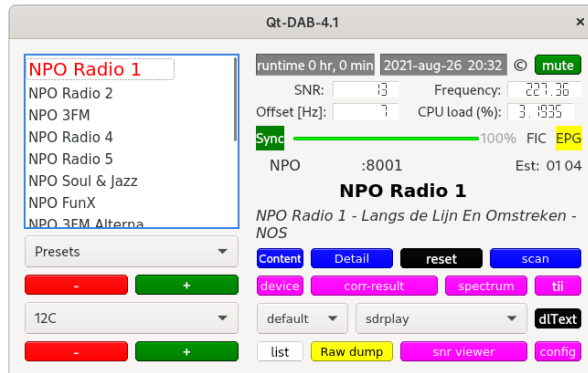 Qt-DAB-4.1 ×
NPO Radio 1
NPO Radio 2
NPO 3FM
NPO Radio 4
NPO Radio 5
NPO Soul & Jazz
NPO FunX
NPO 3FM Alterna
Presets
- +
12C
- +
runtime 0 hr, 0 min 2021-aug-26 20:32 © mute
SNR: 13 Frequency: 227.36
Offset [Hz]: 7 CPU load (%): 3.1935
Sync 100% FIC EPG
NPO :8001 Est: 01 04
NPO Radio 1
NPO Radio 1 - Langs de Lijn En Omstreken -
NOS
Content Detail reset scan
device corr-result spectrum tii
default sdrplay dlText
list Raw dump snr viewer config